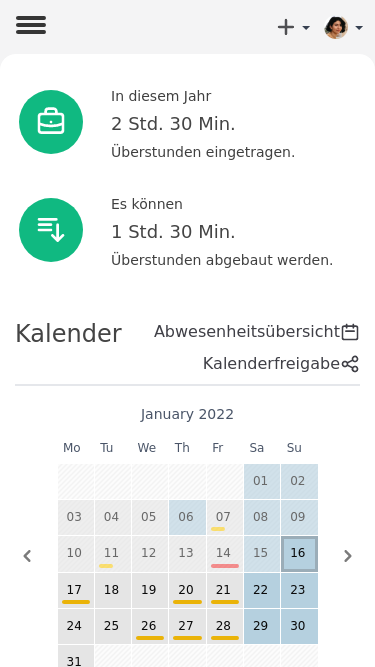 In diesem Jahr
2 Std. 30 Min.
Überstunden eingetragen.
Es können
1 Std. 30 Min.
Überstunden abgebaut werden.
Kalender
Abwesenheitsübersicht
Kalenderfreigabe
January 2022
Mo Tu We Th Fr Sa Su
01 02
03 04 05 06 07 08 09
10 11 12 13 14 15 16
17 18 19 20 21 22 23
24 25 26 27 28 29 30
31